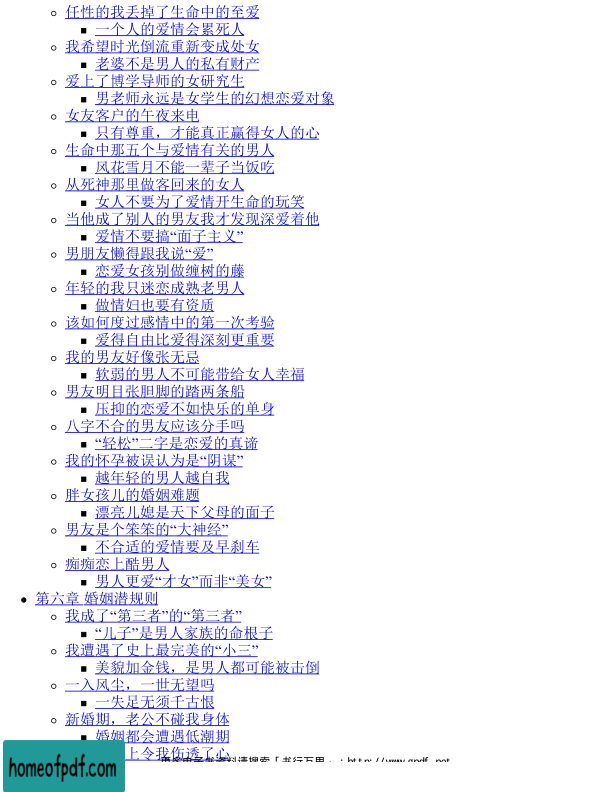 任性的我丢掉了生命中的至爱
一个人的爱情会累死人
我希望时光倒流重新变成处女
老婆不是男人的私有财产
爱上了博学导师的女研究生
男老师永远是女学生的幻想恋爱对象
女友客户的午夜来电
只有尊重，才能真正赢得女人的心
生命中那五个与爱情有关的男人
风花雪月不能一辈子当饭吃
从死神那里做客回来的女人
女人不要为了爱情开生命的玩笑
当他成了别人的男友我才发现深爱着他
爱情不要搞“面子主义”
男朋友懒得跟我说“爱”
恋爱女孩别做缠树的藤
年轻的我只迷恋成熟老男人
做情妇也要有资质
该如何度过感情中的第一次考验
爱得自由比爱得深刻更重要
我的男友好像张无忌
软弱的男人不可能带给女人幸福
男友明目张胆脚的踏两条船
压抑的恋爱不如快乐的单身
八字不合的男友应该分手吗
“轻松”二字是恋爱的真谛
我的怀孕被误认为是“阴谋”
越年轻的男人越自我
胖女孩儿的婚姻难题
漂亮儿媳是天下父母的面子
男友是个笨笨的“大神经”
不合适的爱情要及早刹车
痴痴恋上酷男人
男人更爱“才女”而非“美女”
第六章 婚姻潜规则
我成了“第三者”的“第三者”
“儿子”是男人家族的命根子
我遭遇了史上最完美的“小三”
美貌加金钱，是男人都可能被击倒
一入风尘，一世无望吗
一失足无须千古恨
新婚期，老公不碰我身体
婚姻都会遭遇低潮期
上令我伤透了心
homeofpdf.com